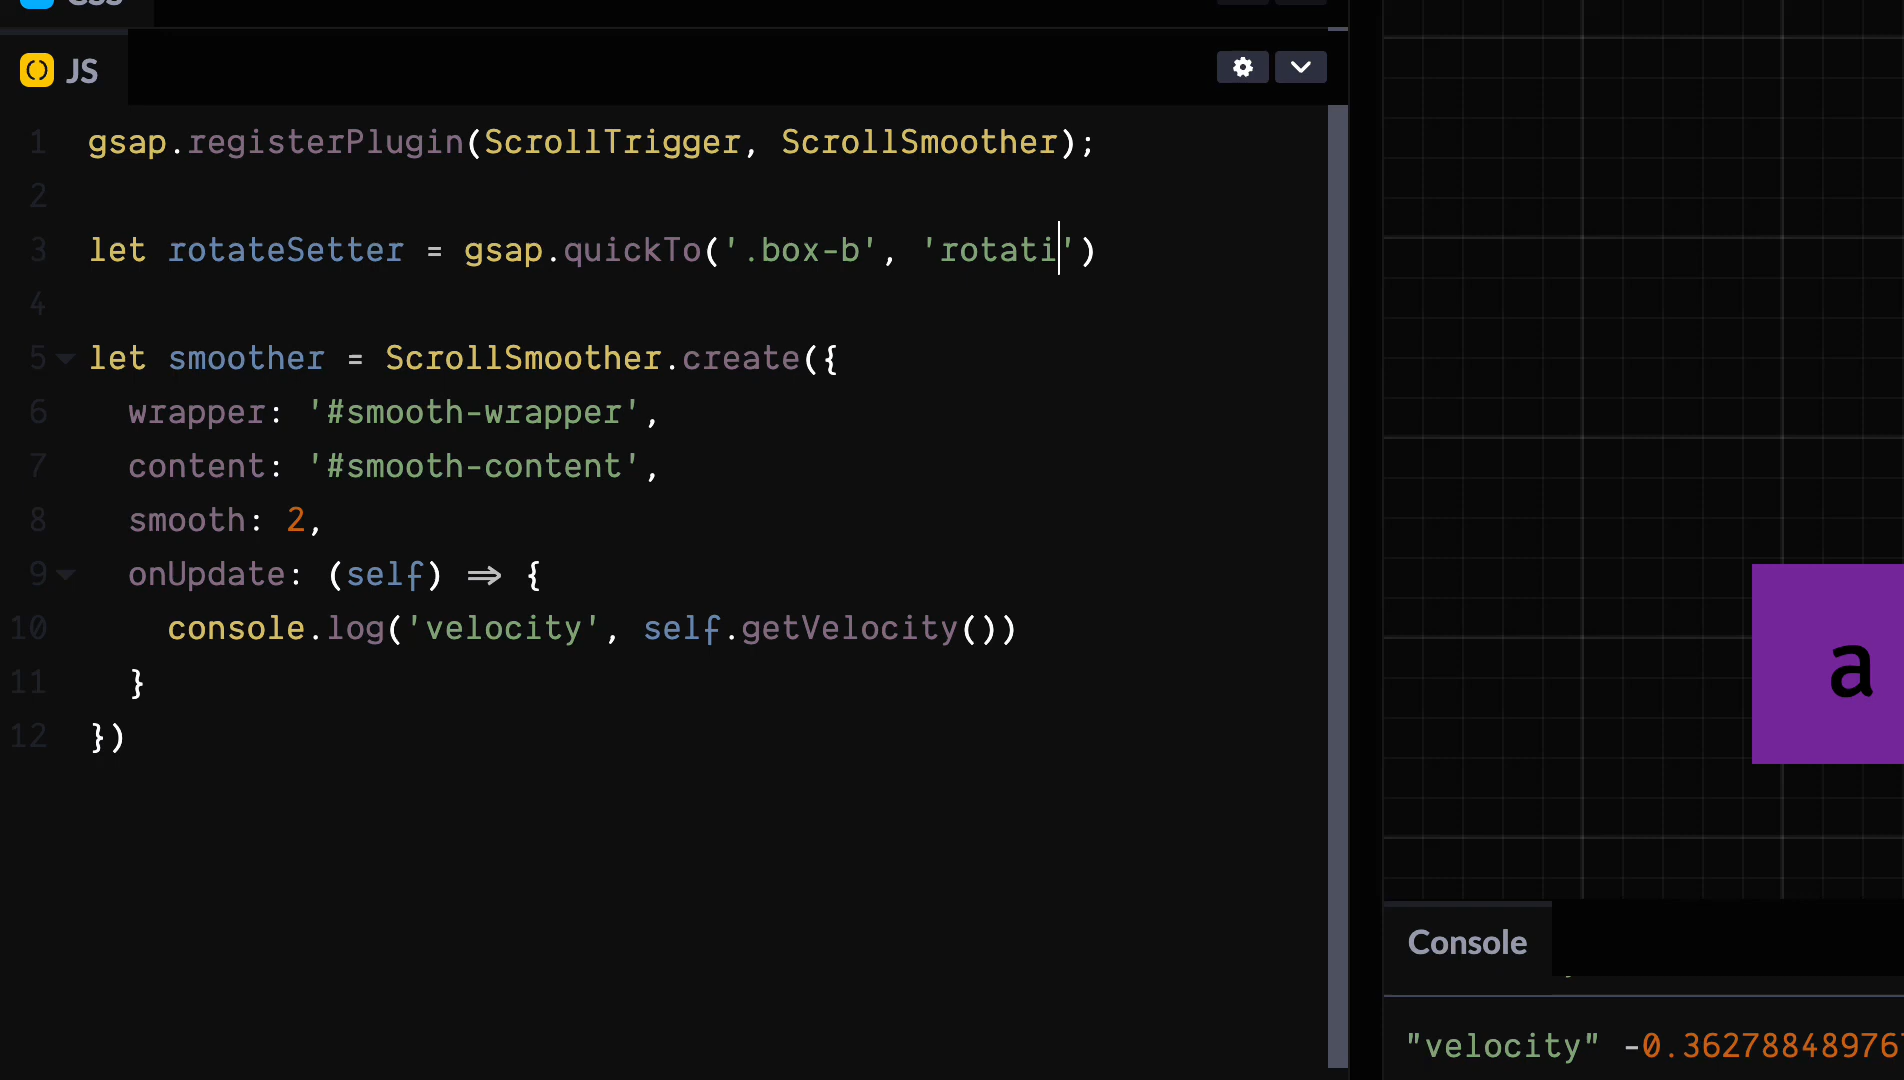 CSS
JS
1 gsap.registerPlugin(ScrollTrigger, ScrollSmoother);
2
3 let rotateSetter = gsap.quickTo('.box-b', 'rotati')
4
5 let smoother = ScrollSmoother.create({
6 wrapper: '#smooth-wrapper',
7 content: '#smooth-content',
8 smooth: 2,
9 onUpdate: (self) => {
10 console.log('velocity', self.getVelocity())
11 }
12 })
a
Console
"velocity" -0.36278848976